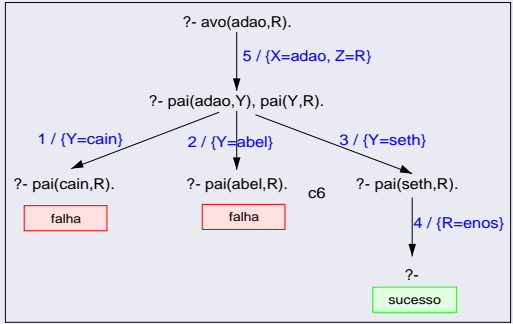 ?- avo(adao,R).
5 / {X=adao, Z=R}
?- pai(adao,Y), pai(Y,R).
1 / {Y=cain}
2 / {Y=abel}
3 / {Y=seth}
?- pai(cain,R).
?- pai(abel,R).
c6
?- pai(seth,R).
falha
falha
4 / {R=enos}
?-
sucesso